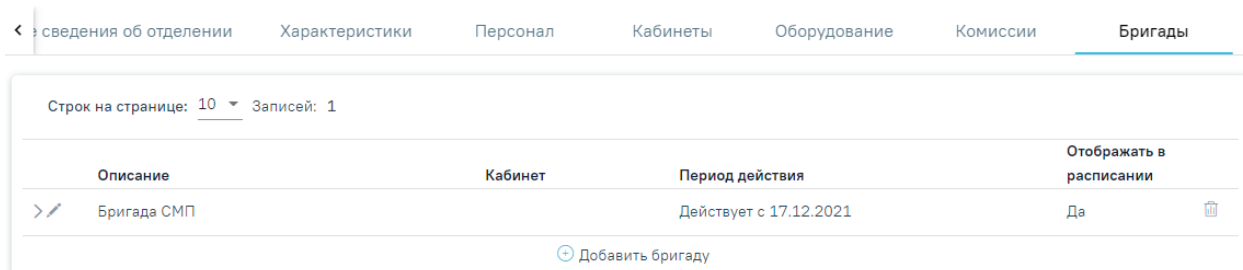 сведения об отделении Характеристики Персонал Кабинеты Оборудование Комиссии Бригады
Строк на странице: 10 Записей: 1
Описание Кабинет Период действия Отображать в расписании
Бригада СМП Действует с 17.12.2021 Да
Добавить бригаду